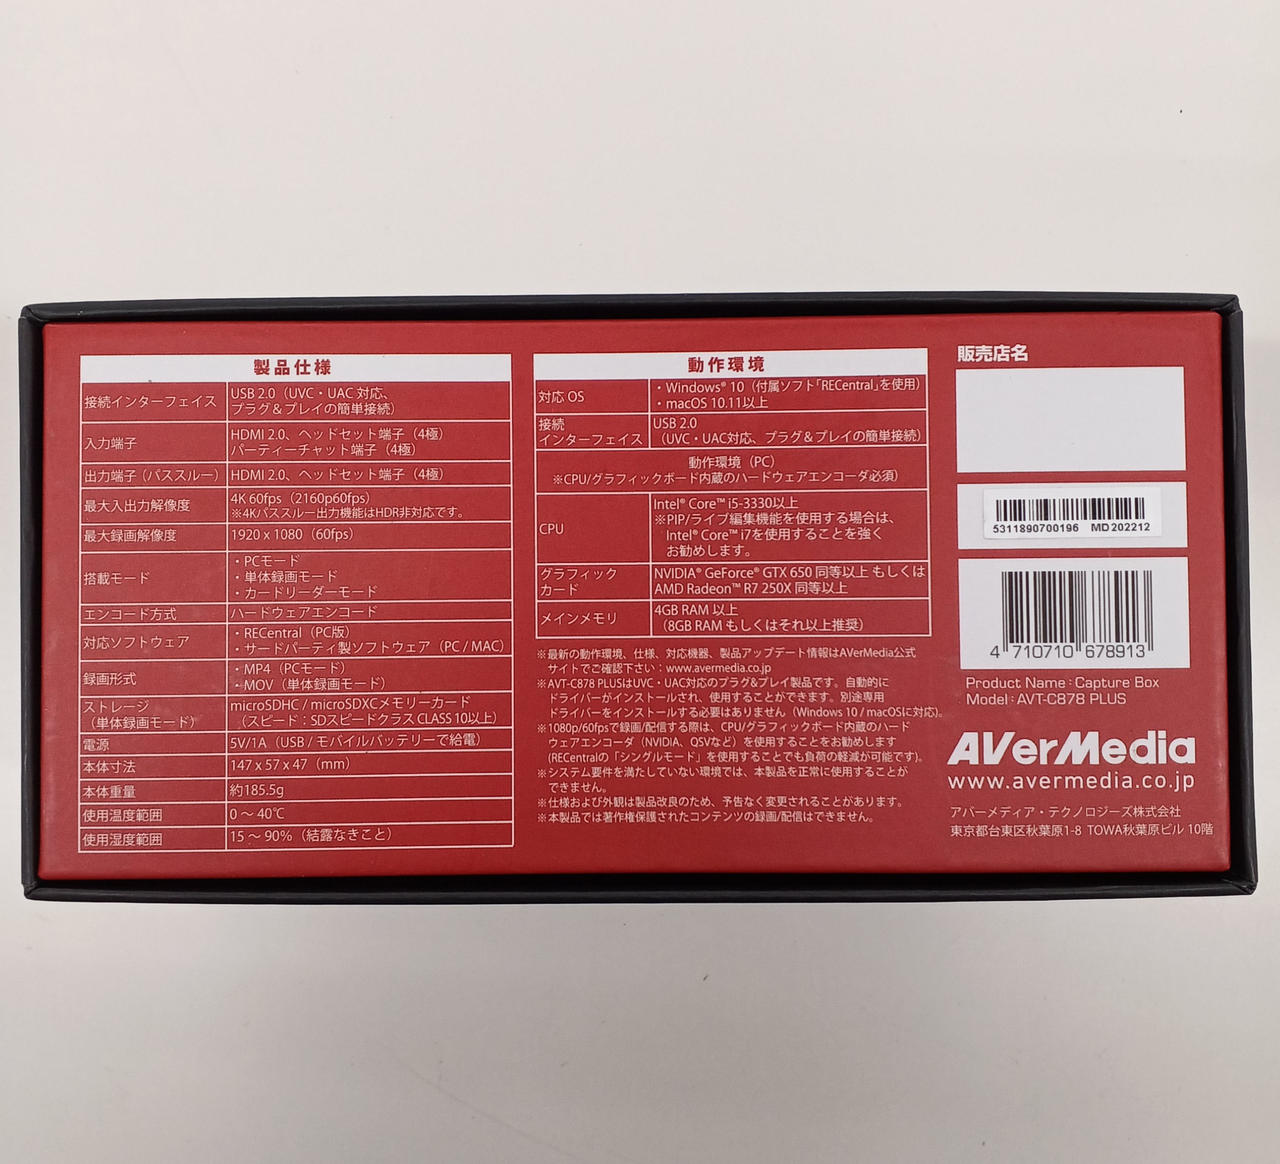 製品仕様
接続インターフェイス
USB 2.0（UVC・UAC 対応、
プラグ＆プレイの簡単接続）
入力端子
HDMI 2.0、ヘッドセット端子（4極）
パーティーチャット端子（4極）
出力端子（パススルー）
HDMI 2.0、ヘッドセット端子（4極）
最大入出力解像度
4K 60fps（2160p60fps）
※4Kパススルー出力機能はHDR非対応です。
最大録画解像度
1920 x 1080（60fps）
搭載モード
・PCモード
・単体録画モード
・カードリーダーモード
エンコード方式
ハードウェアエンコード
対応ソフトウェア
・RECentral（PC版）
・サードパーティ製ソフトウェア（PC / MAC）
録画形式
・MP4（PCモード）
・MOV（単体録画モード）
ストレージ
（単体録画モード）
microSDHC / microSDXCメモリーカード
（スピード：SDスピードクラス CLASS 10以上）
電源
5V/1A（USB / モバイルバッテリーで給電）
本体寸法
147 x 57 x 47（mm）
本体重量
約185.5g
使用温度範囲
0 〜 40℃
使用湿度範囲
15 〜 90%（結露なきこと）
動作環境
対応 OS
・Windows® 10（付属ソフト「RECentral」を使用）
・macOS 10.11以上
接続
インターフェイス
USB 2.0
（UVC・UAC対応、プラグ＆プレイの簡単接続）
動作環境（PC）
※CPU/グラフィックボード内蔵のハードウェアエンコーダ必須）
CPU
Intel® Core™ i5-3330以上
※PIP/ライブ編集機能を使用する場合は、
Intel® Core™ i7を使用することを強く
お勧めします。
グラフィック
カード
NVIDIA® GeForce® GTX 650 同等以上 もしくは
AMD Radeon™ R7 250X 同等以上
メインメモリ
4GB RAM 以上
（8GB RAM もしくはそれ以上推奨）
※最新の動作環境、仕様、対応機器、製品アップデート情報はAVerMedia公式
サイトでご確認下さい：www.avermedia.co.jp
※AVT-C878 PLUSはUVC・UAC対応のプラグ&プレイ製品です。自動的に
ドライバーがインストールされ、使用することができます。別途専用
ドライバーをインストールする必要はありません（Windows 10 / macOSに対応）。
※1080p/60fpsで録画/配信する際は、CPU/グラフィックボード内蔵のハード
ウェアエンコーダ（NVIDIA、QSVなど）を使用することをお勧めします
(RECentralの「シングルモード」を使用することでも負荷の軽減が可能です)。
※システム要件を満たしていない環境では、本製品を正常に使用することが
できません。
※仕様および外観は製品改良のため、予告なく変更されることがあります。
※本製品では著作権保護されたコンテンツの録画/配信はできません。
販売店名
5311890700196 MD 202212
4 710710 678913
Product Name : Capture Box
Model : AVT-C878 PLUS
AVerMedia
www.avermedia.co.jp
アバーメディア・テクノロジーズ株式会社
東京都台東区秋葉原1-8 TOWA秋葉原ビル 10階